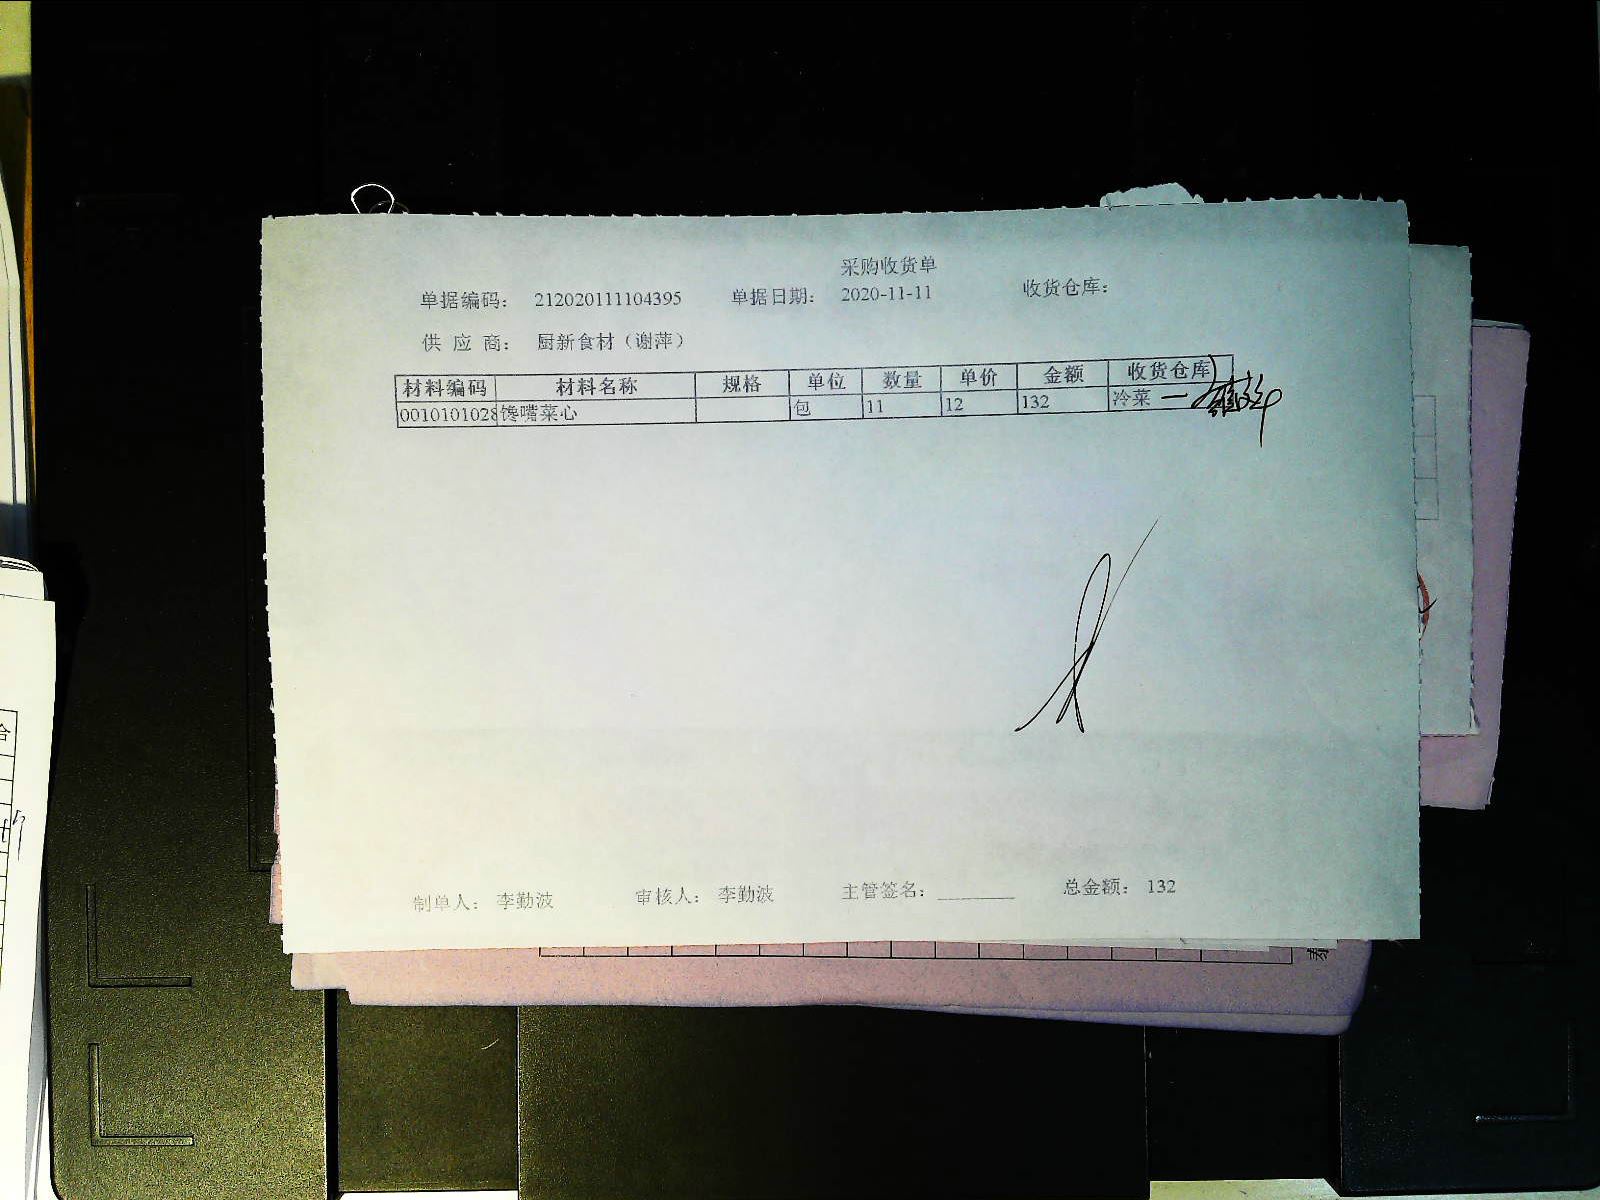 采购收货单
单据编码： 212020111104395 单据日期： 2020-11-11 收货仓库：
供 应 商： 厨新食材（谢萍）
材料编码 材料名称 规格 单位 数量 单价 金额 收货仓库
0010101028 馋嘴菜心 包 11 12 132 冷菜
制单人： 李勤波 审核人： 李勤波 主管签名： 总金额： 132